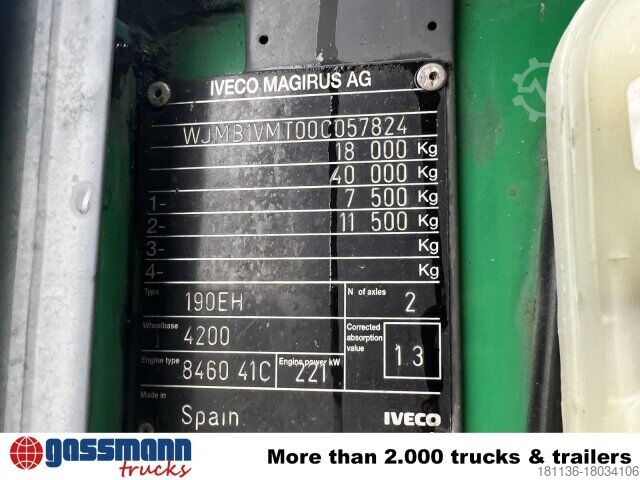 IVECO MAGIRUS AG
WJMB1VMT00C057824
18 000 Kg
40 000 Kg
1- 7 500 Kg
2- 11 500 Kg
3- Kg
4- Kg
Type 190EH N of axles 2
Wheelbase 4200 Corrected absorption value 1.3
Engine type 8460 41C Engine power kW 221
Made in Spain IVECO
gassmann trucks
More than 2.000 trucks & trailers
181136-18034106